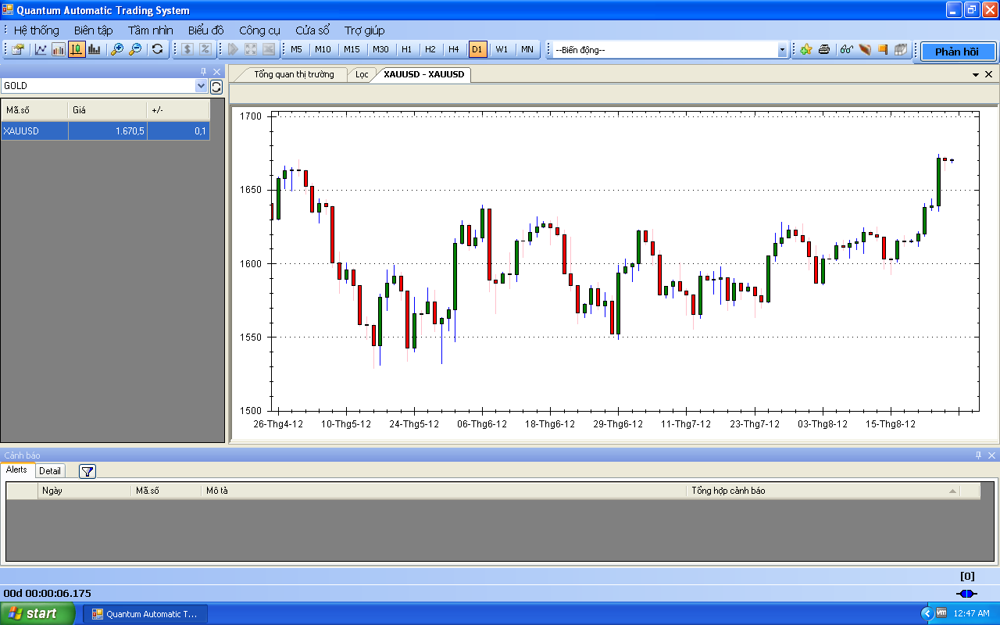 Quantum Automatic Trading System
Hệ thống Biên tập Tầm nhìn Biểu đồ Công cụ Cửa sổ Trợ giúp
M5 M10 M15 M30 H1 H2 H4 D1 W1 MN --Biến động-- Phản hồi
GOLD
Mã.số Giá +/-
XAUUSD 1.670,5 0,1
Tổng quan thị trường Lọc XAUUSD - XAUUSD
1700
1650
1600
1550
1500
26-Thg4-12 10-Thg5-12 24-Thg5-12 06-Thg6-12 18-Thg6-12 29-Thg6-12 11-Thg7-12 23-Thg7-12 03-Thg8-12 15-Thg8-12
Cảnh báo
Alerts Detail
Ngày Mã.số Mô tả Tổng hợp cảnh báo
[0]
00d 00:00:06.175
start Quantum Automatic T... vm 12:47 AM